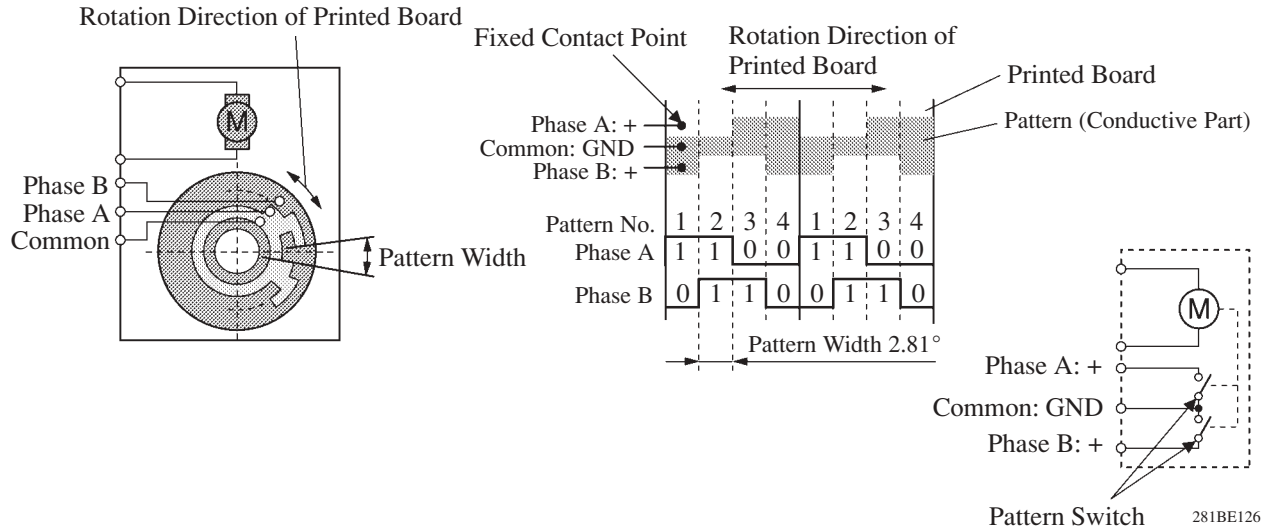 Rotation Direction of Printed Board
M
Phase B
Phase A
Common
Pattern Width
Fixed Contact Point
Rotation Direction of
Printed Board
Printed Board
Pattern (Conductive Part)
Phase A: +
Common: GND
Phase B: +
Pattern No. 1 2 3 4 1 2 3 4
Phase A 1 1 0 0 1 1 0 0
Phase B 0 1 1 0 0 1 1 0
Pattern Width 2.81°
M
Phase A: +
Common: GND
Phase B: +
Pattern Switch
281BE126